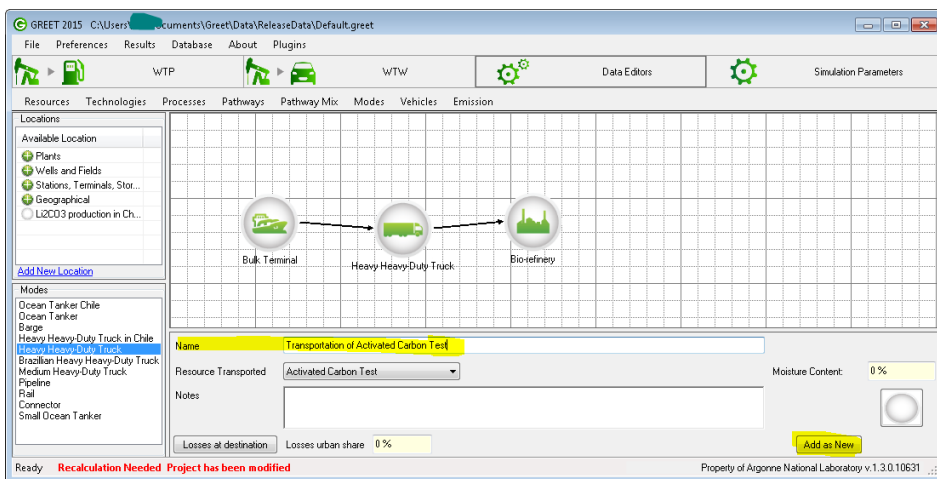 GREET 2015 C:\Users\ ocuments\Greet\Data\ReleaseData\Default.greet
File Preferences Results Database About Plugins
WTP WTW Data Editors Simulation Parameters
Resources Technologies Processes Pathways Pathway Mix Modes Vehicles Emission
Locations
Available Location
Plants
Wells and Fields
Stations, Terminals, Stor...
Geographical
Li2CO3 production in Ch...
Add New Location
Bulk Terminal
Heavy Heavy-Duty Truck
Bio-refinery
Modes
Ocean Tanker Chile
Ocean Tanker
Barge
Heavy Heavy-Duty Truck in Chile
Heavy Heavy-Duty Truck
Brazillian Heavy Heavy-Duty Truck
Medium Heavy-Duty Truck
Pipeline
Rail
Connector
Small Ocean Tanker
Name Transportation of Activated Carbon Test
Resource Transported Activated Carbon Test Moisture Content: 0 %
Notes
Losses at destination Losses urban share 0 % Add as New
Ready Recalculation Needed Project has been modified Property of Argonne National Laboratory v.1.3.0.10631